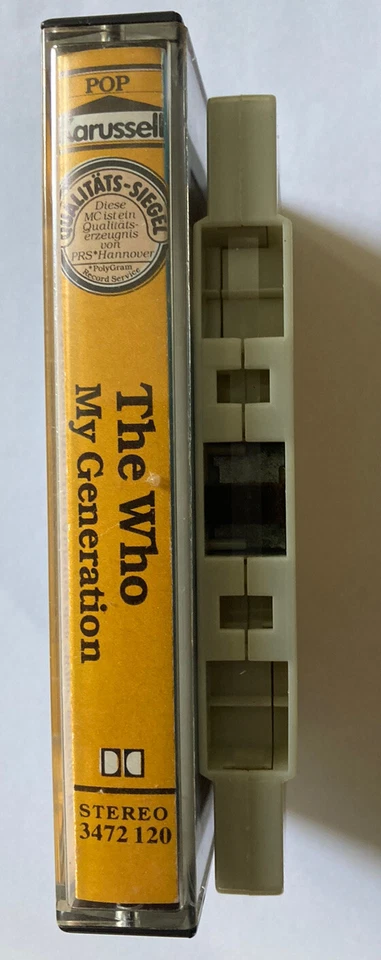 POP
Karussell
QUALITÄTS-SIEGEL
Diese
MC ist ein
Qualitäts-
erzeugnis
von
PRS*Hannover
*PolyGram
Record Service
The Who
My Generation
STEREO
3472 120